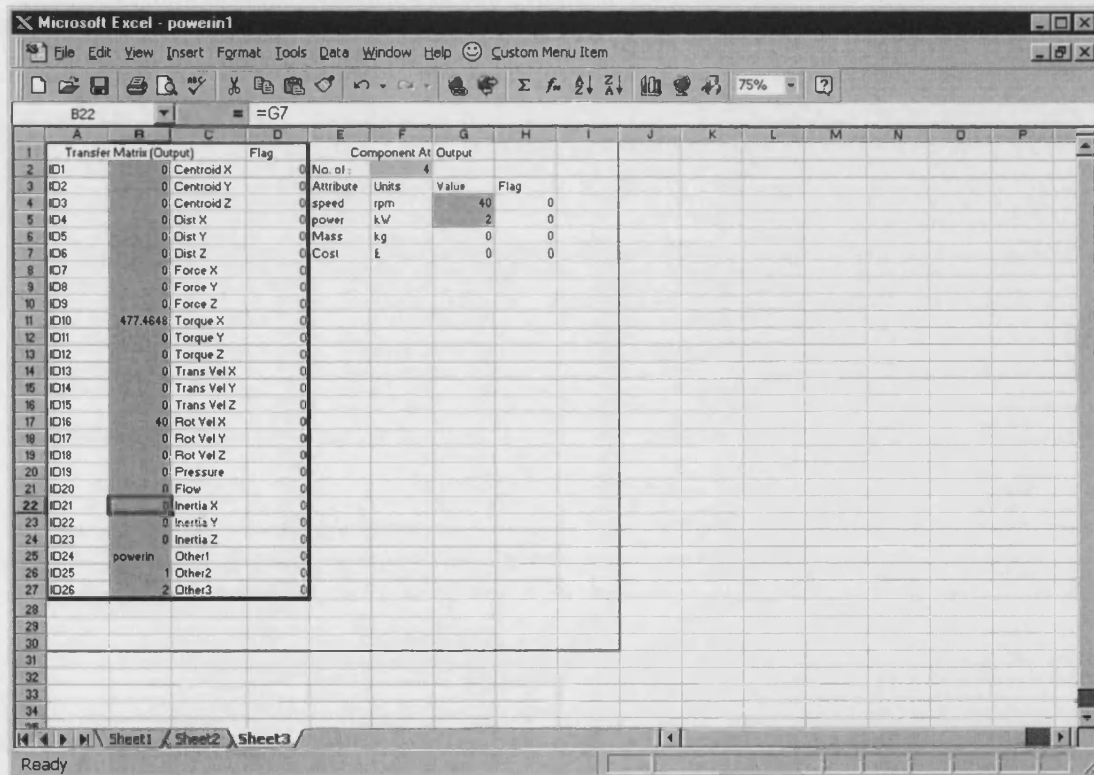 Microsoft Excel - powerin1
File Edit View Insert Format Tools Data Window Help Custom Menu Item
75%
B22 = =G7
A B C D E F G H I J K L M N O P
1 Transfer Matrix (Output) Flag Component At Output
2 ID1 0 Centroid X 0 No. of : 4
3 ID2 0 Centroid Y 0 Attribute Units Value Flag
4 ID3 0 Centroid Z 0 speed rpm 40 0
5 ID4 0 Dist X 0 power kW 2 0
6 ID5 0 Dist Y 0 Mass kg 0 0
7 ID6 0 Dist Z 0 Cost £ 0 0
8 ID7 0 Force X 0
9 ID8 0 Force Y 0
10 ID9 0 Force Z 0
11 ID10 477.4648 Torque X 0
12 ID11 0 Torque Y 0
13 ID12 0 Torque Z 0
14 ID13 0 Trans Vel X 0
15 ID14 0 Trans Vel Y 0
16 ID15 0 Trans Vel Z 0
17 ID16 40 Rot Vel X 0
18 ID17 0 Rot Vel Y 0
19 ID18 0 Rot Vel Z 0
20 ID19 0 Pressure 0
21 ID20 0 Flow 0
22 ID21 0 Inertia X 0
23 ID22 0 Inertia Y 0
24 ID23 0 Inertia Z 0
25 ID24 powerin Other1 0
26 ID25 1 Other2 0
27 ID26 2 Other3 0
28
29
30
31
32
33
34
Sheet1 Sheet2 Sheet3
Ready